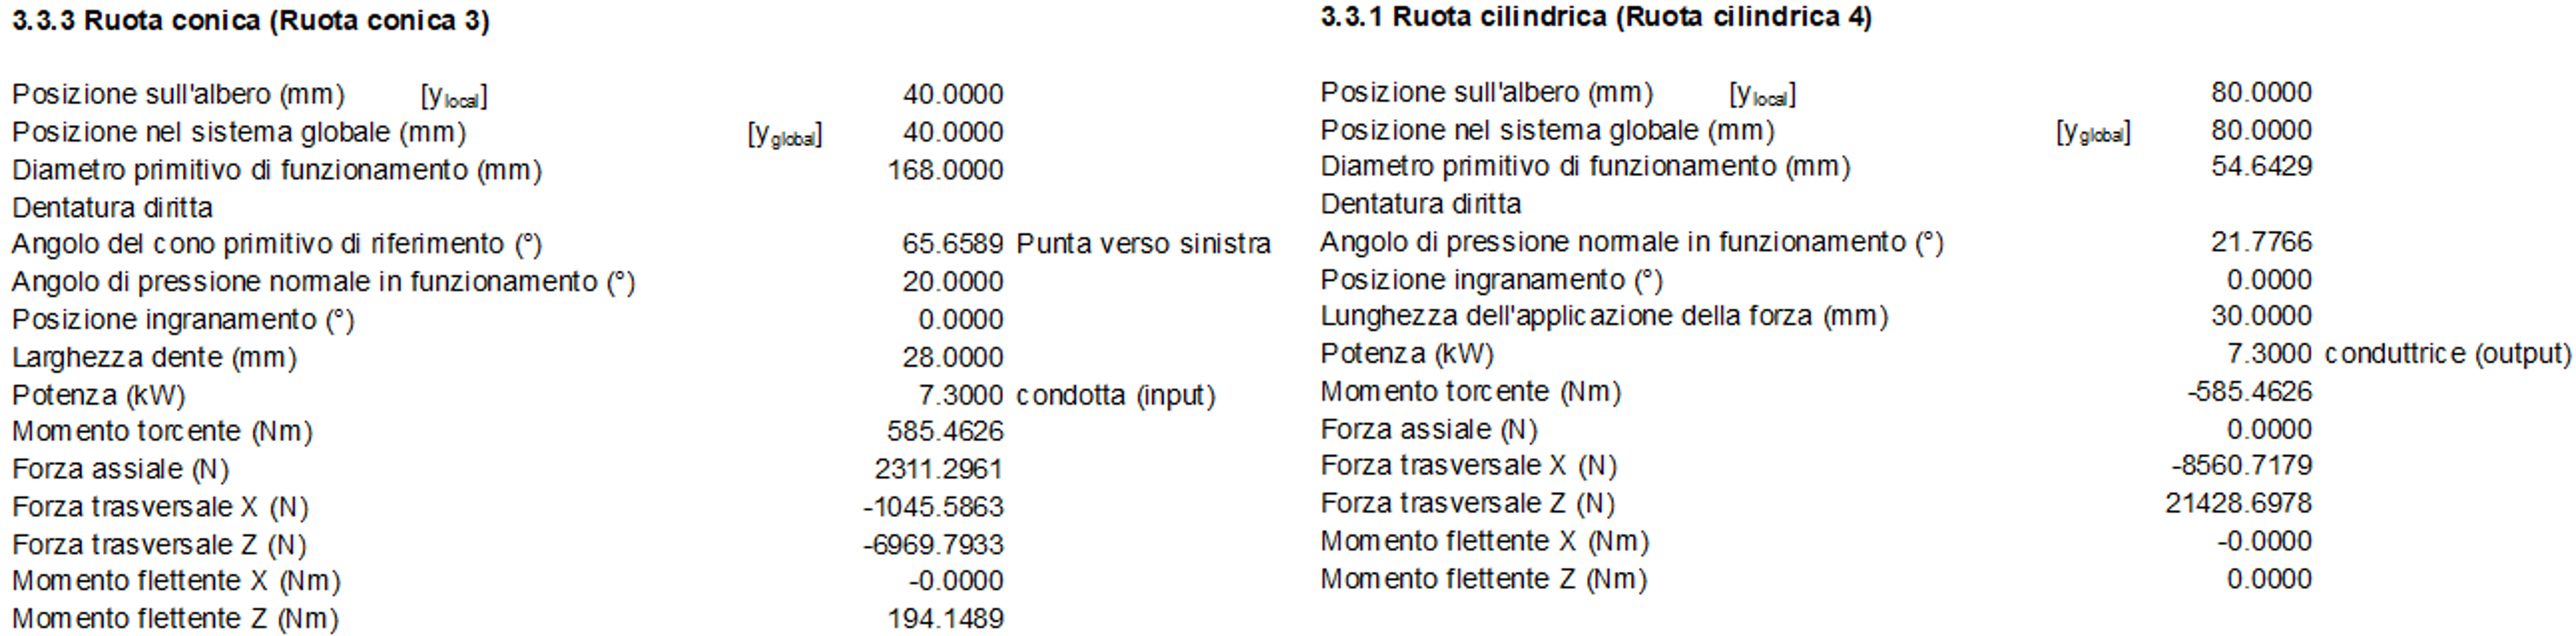 3.3.3 Ruota conica (Ruota conica 3)
Posizione sull'albero (mm) [ylocal] 40.0000
Posizione nel sistema globale (mm) [yglobal] 40.0000
Diametro primitivo di funzionamento (mm) 168.0000
Dentatura diritta
Angolo del cono primitivo di riferimento (°) 65.6589 Punta verso sinistra
Angolo di pressione normale in funzionamento (°) 20.0000
Posizione ingranamento (°) 0.0000
Larghezza dente (mm) 28.0000
Potenza (kW) 7.3000 condotta (input)
Momento torcente (Nm) 585.4626
Forza assiale (N) 2311.2961
Forza trasversale X (N) -1045.5863
Forza trasversale Z (N) -6969.7933
Momento flettente X (Nm) -0.0000
Momento flettente Z (Nm) 194.1489
3.3.1 Ruota cilindrica (Ruota cilindrica 4)
Posizione sull'albero (mm) [ylocal] 80.0000
Posizione nel sistema globale (mm) [yglobal] 80.0000
Diametro primitivo di funzionamento (mm) 54.6429
Dentatura diritta
Angolo di pressione normale in funzionamento (°) 21.7766
Posizione ingranamento (°) 0.0000
Lunghezza dell'applicazione della forza (mm) 30.0000
Potenza (kW) 7.3000 conduttrice (output)
Momento torcente (Nm) -585.4626
Forza assiale (N) 0.0000
Forza trasversale X (N) -8560.7179
Forza trasversale Z (N) 21428.6978
Momento flettente X (Nm) -0.0000
Momento flettente Z (Nm) 0.0000